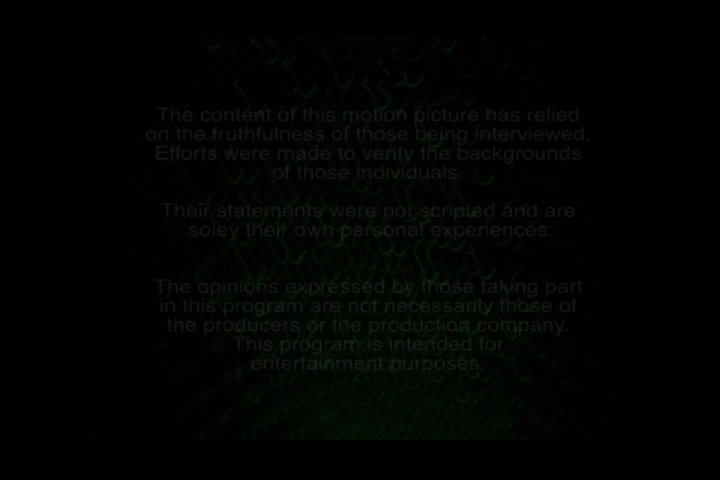 The content of this motion picture has relied
on the truthfulness of those being interviewed.
Efforts were made to verify the backgrounds
of those individuals.
Their statements were not scripted and are
soley their own personal experiences.
The opinions expressed by those taking part
in this program are not necessarily those of
the producers or the production company.
This program is intended for
entertainment purposes.